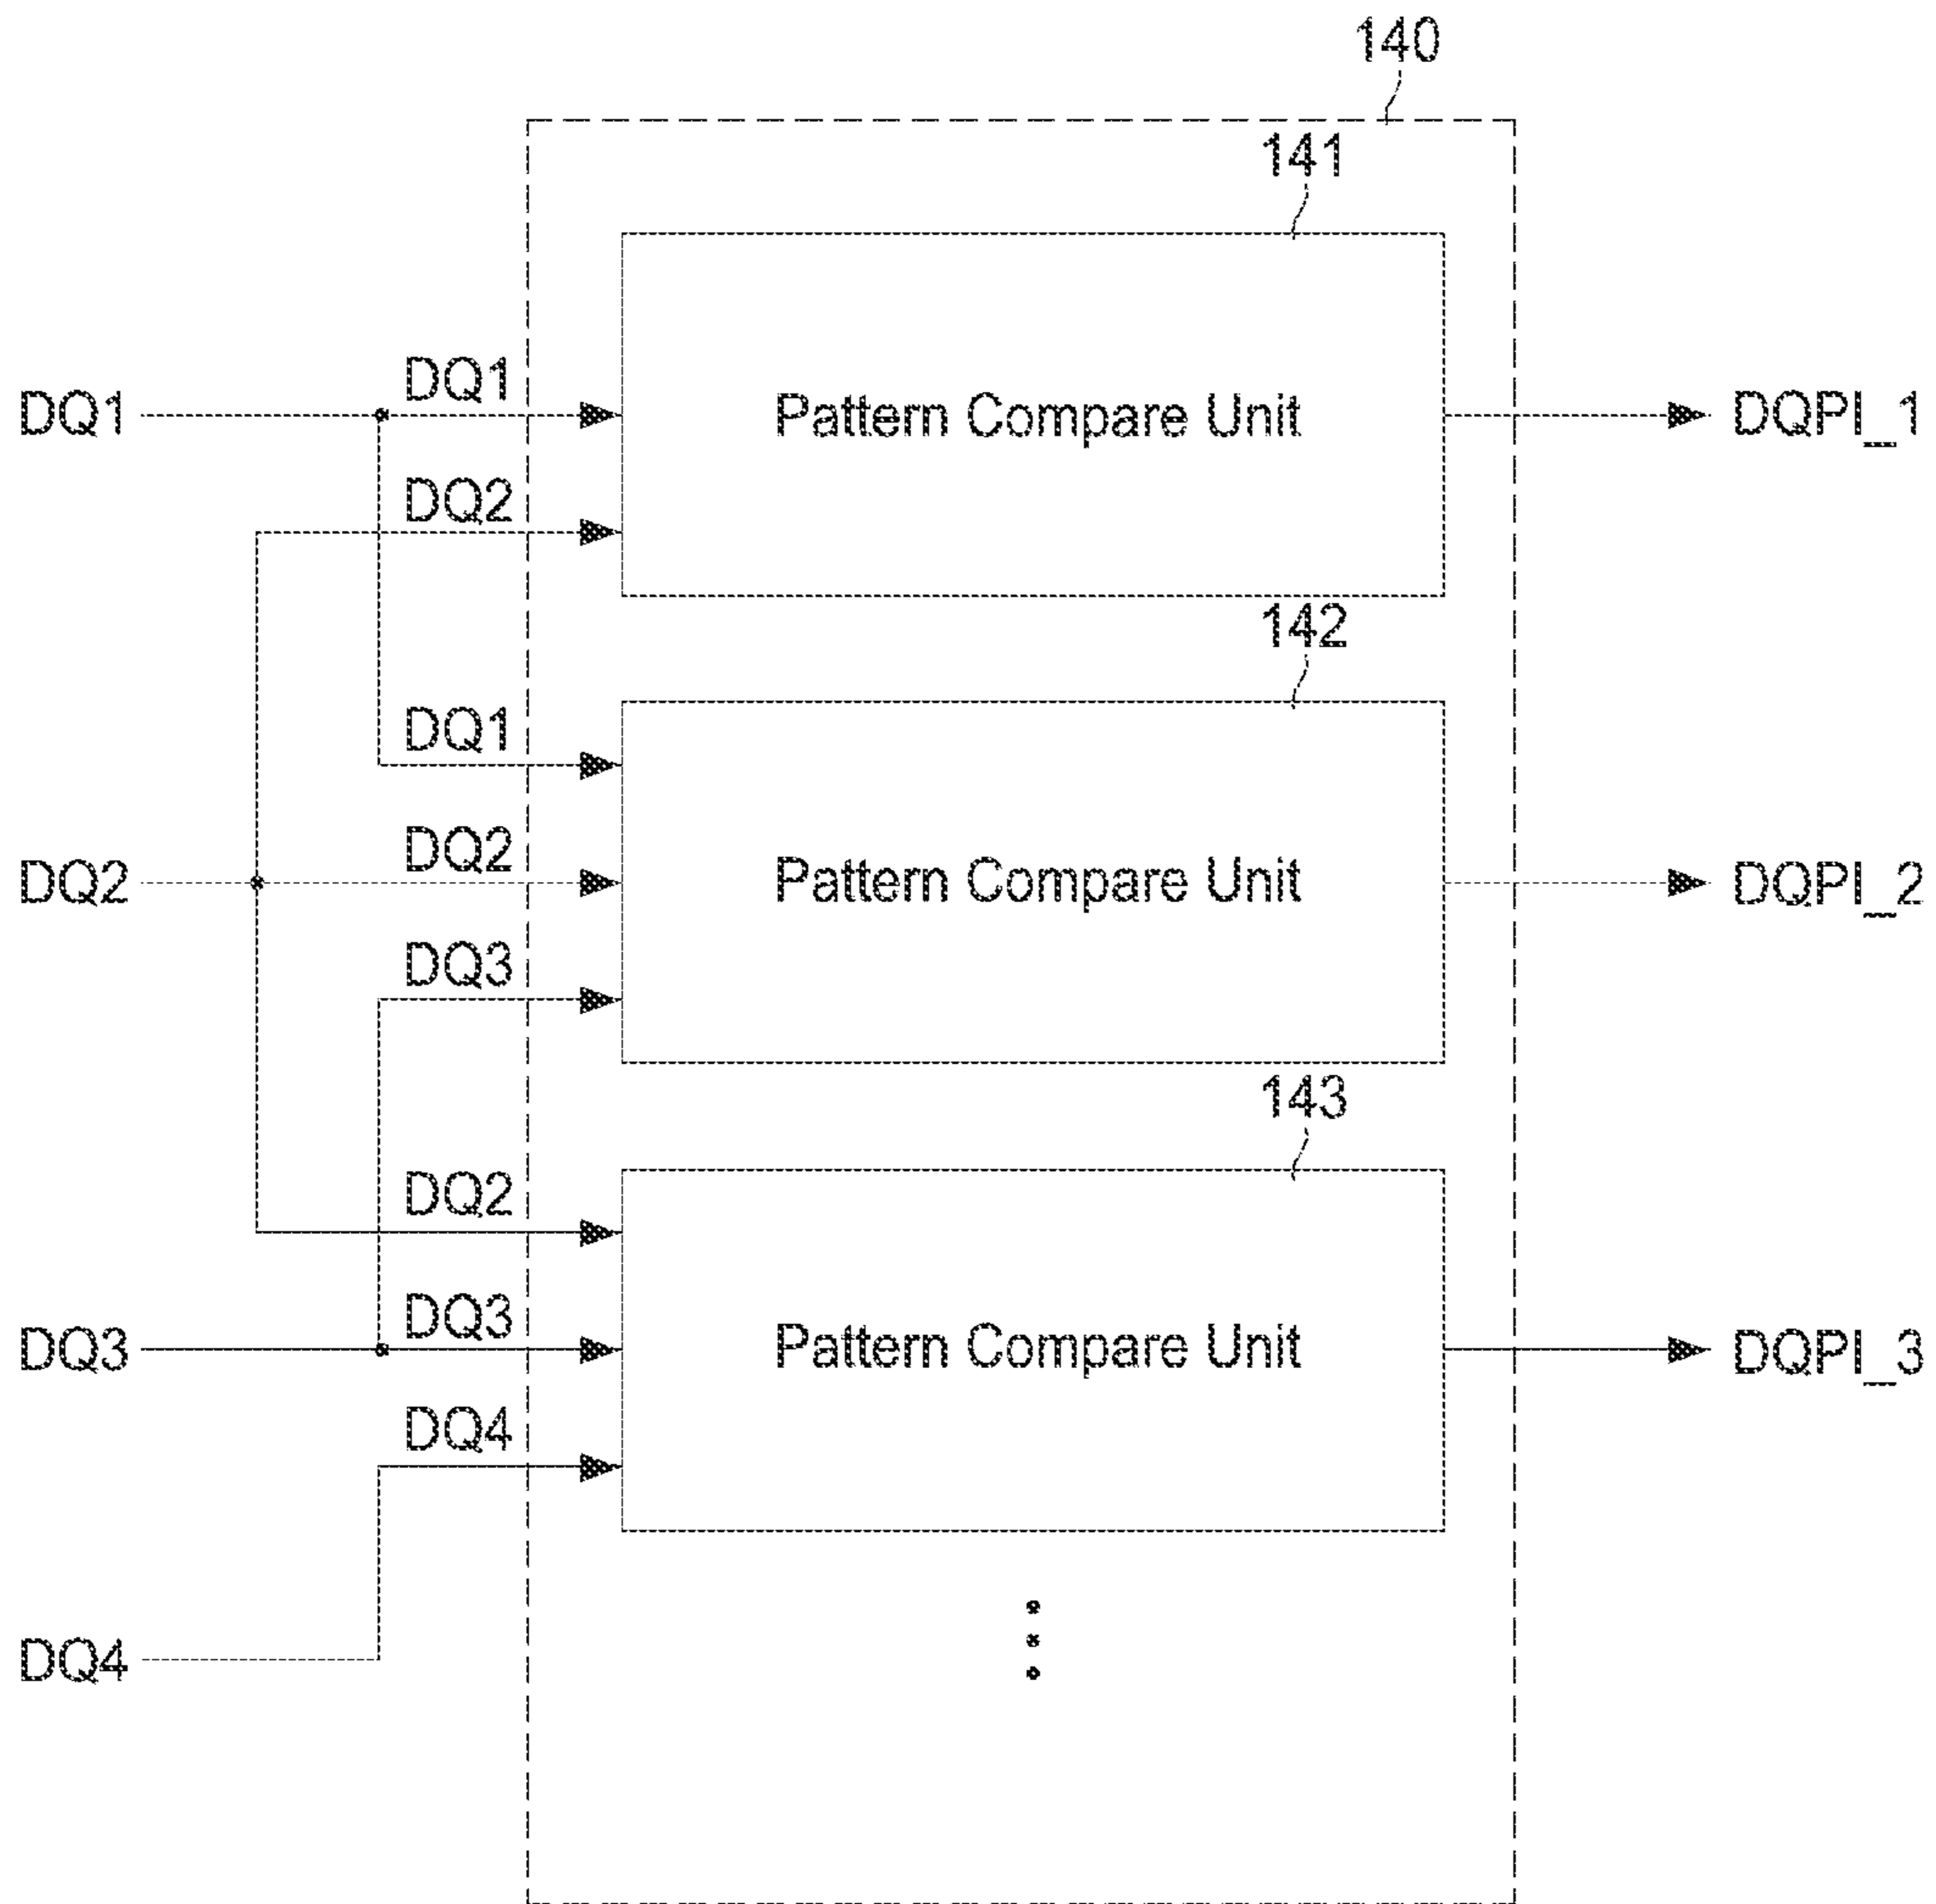 140
141
DQ1
DQ1
Pattern Compare Unit
DQPI_1
DQ2
142
DQ1
DQ2
DQ2
Pattern Compare Unit
DQPI_2
DQ3
143
DQ2
DQ3
DQ3
Pattern Compare Unit
DQPI_3
DQ4
DQ4